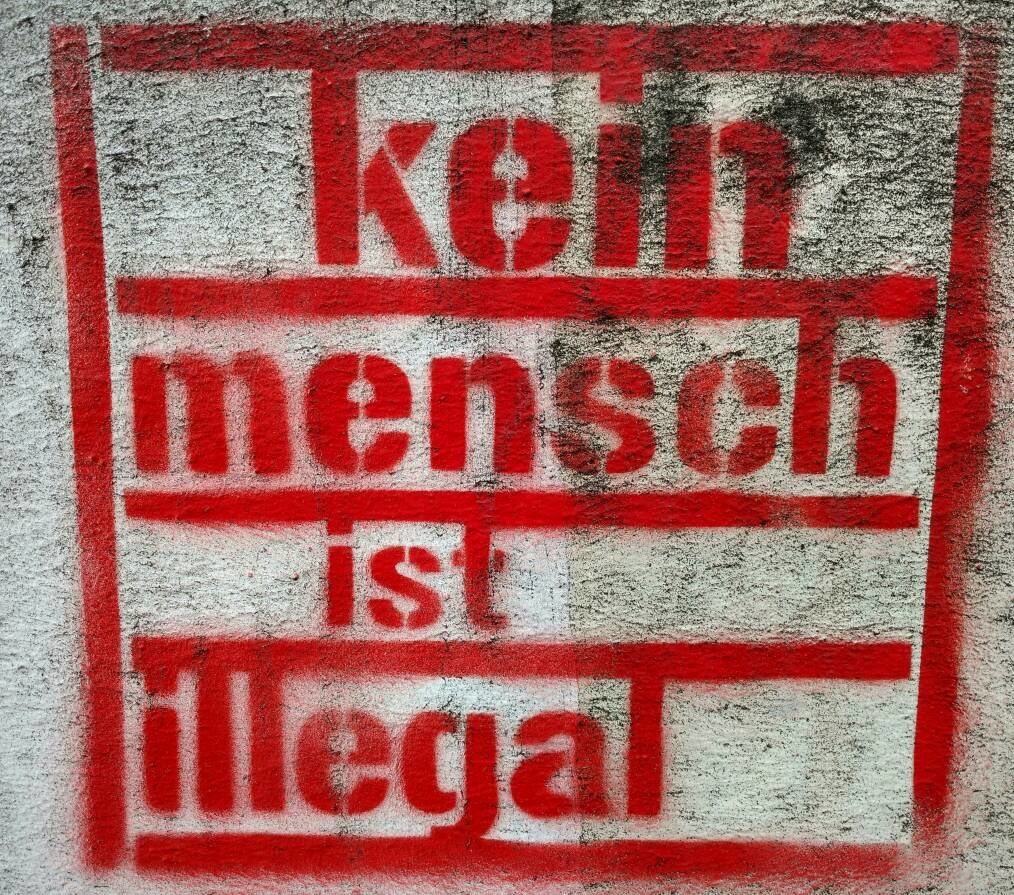 kein
mensch
ist
illegal